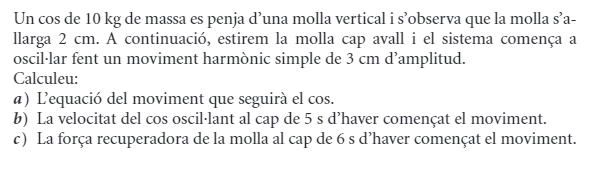 Un cos de 10 kg de massa es penja d'una molla vertical i s'observa que la molla s'a-
llarga 2 cm. A continuació, estirem la molla cap avall i el sistema comença a
oscil·lar fent un moviment harmònic simple de 3 cm d'amplitud.
Calculeu:
a) L'equació del moviment que seguirà el cos.
b) La velocitat del cos oscil·lant al cap de 5 s d'haver començat el moviment.
c) La força recuperadora de la molla al cap de 6 s d'haver començat el moviment.